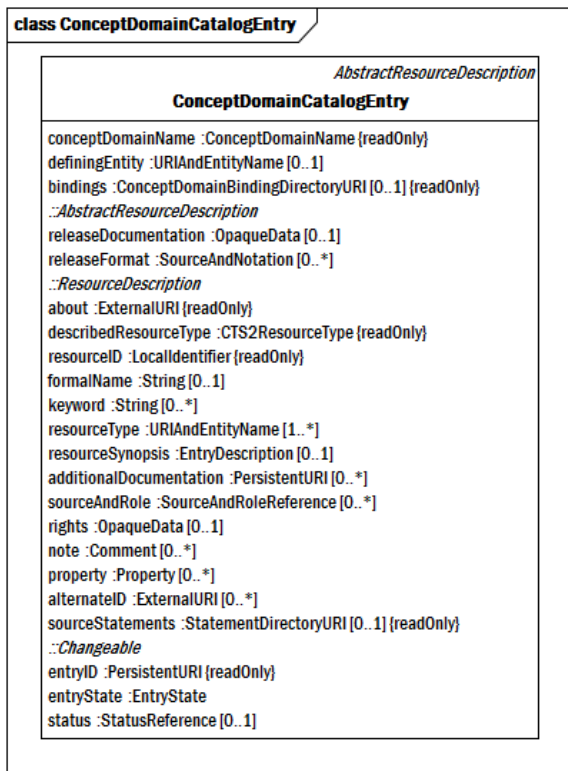 class ConceptDomainCatalogEntry
AbstractResourceDescription
ConceptDomainCatalogEntry
conceptDomainName :ConceptDomainName {readOnly}
definingEntity :URIAndEntityName [0..1]
bindings :ConceptDomainBindingDirectoryURI [0..1] {readOnly}
::AbstractResourceDescription
releaseDocumentation :OpaqueData [0..1]
releaseFormat :SourceAndNotation [0..*]
::ResourceDescription
about :ExternalURI {readOnly}
describedResourceType :CTS2ResourceType {readOnly}
resourceID :LocalIdentifier {readOnly}
formalName :String [0..1]
keyword :String [0..*]
resourceType :URIAndEntityName [1..*]
resourceSynopsis :EntryDescription [0..1]
additionalDocumentation :PersistentURI [0..*]
sourceAndRole :SourceAndRoleReference [0..*]
rights :OpaqueData [0..1]
note :Comment [0..*]
property :Property [0..*]
alternateID :ExternalURI [0..*]
sourceStatements :StatementDirectoryURI [0..1] {readOnly}
::Changeable
entryID :PersistentURI {readOnly}
entryState :EntryState
status :StatusReference [0..1]